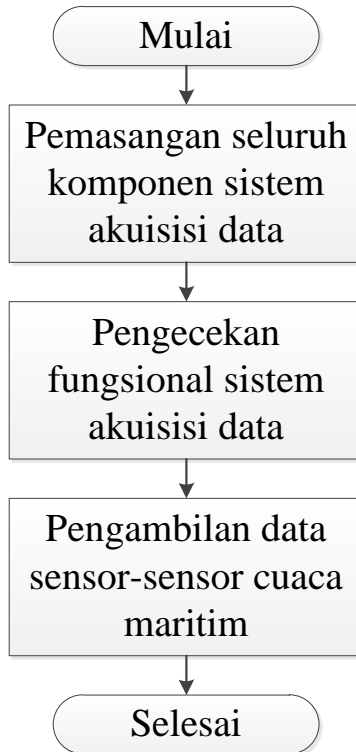 Mulai
Pemasangan seluruh
komponen sistem
akuisisi data
Pengecekan
fungsional sistem
akuisisi data
Pengambilan data
sensor-sensor cuaca
maritim
Selesai